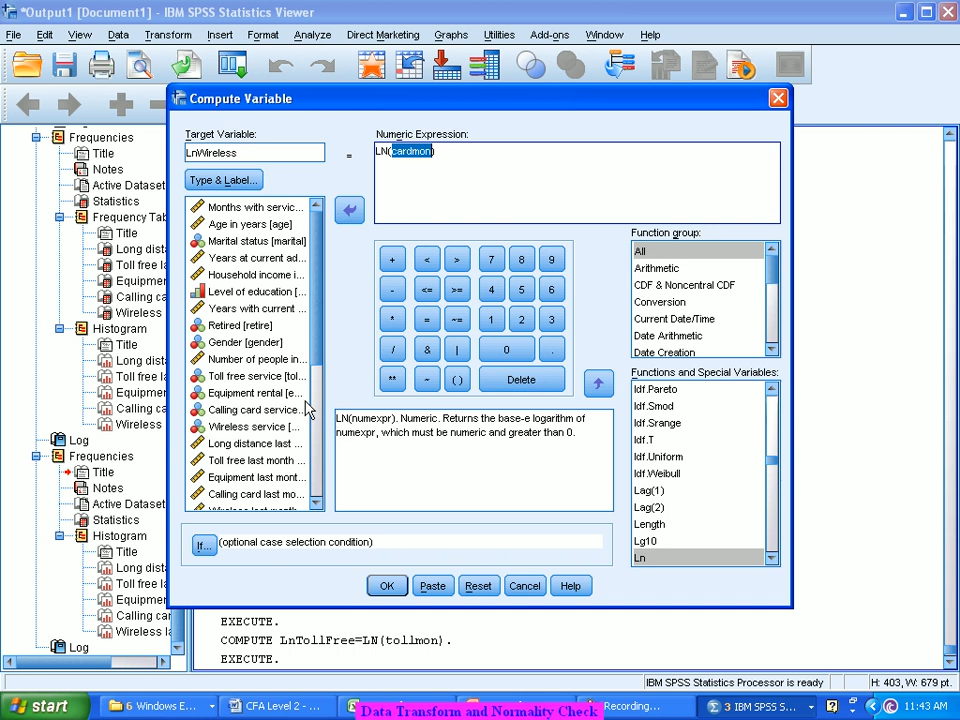 *Output1 [Document1] - IBM SPSS Statistics Viewer
File Edit View Data Transform Insert Format Analyze Direct Marketing Graphs Utilities Add-ons Window Help
Frequencies
Title
Notes
Active Dataset
Statistics
Frequency Tab
Title
Long dist
Toll free l
Equipment
Calling ca
Wireless
Histogram
Title
Long dis
Toll free l
Equipment
Calling ca
Wireless
Log
Frequencies
Title
Notes
Active Dataset
Statistics
Histogram
Title
Long dis
Toll free l
Equipment
Calling car
Wireless l
Log
Compute Variable
Target Variable:
LnWireless
=
Type & Label...
Numeric Expression:
LN(cardmon)
Months with servic...
Age in years [age]
Marital status [marital]
Years at current ad...
Household income i...
Level of education [...
Years with current ...
Retired [retire]
Gender [gender]
Number of people in...
Toll free service [tol...
Equipment rental [e...
Calling card service...
Wireless service [...
Long distance last ...
Toll free last month ...
Equipment last mont...
Calling card last mo...
+ < > 7 8 9
- <= >= 4 5 6
* = ~= 1 2 3
/ & | 0 .
** ~ ( ) Delete
LN(numexpr). Numeric. Returns the base-e logarithm of
numexpr, which must be numeric and greater than 0.
Function group:
All
Arithmetic
CDF & Noncentral CDF
Conversion
Current Date/Time
Date Arithmetic
Date Creation
Functions and Special Variables:
Idf.Pareto
Idf.Smod
Idf.Srange
Idf.T
Idf.Uniform
Idf.Weibull
Lag(1)
Lag(2)
Length
Lg10
Ln
If... (optional case selection condition)
OK Paste Reset Cancel Help
EXECUTE.
COMPUTE LnTollFree=LN(tollmon).
EXECUTE.
IBM SPSS Statistics Processor is ready H: 403, W: 679 pt.
start 6 Windows E... CFA Level 2 - ... Recording... 3 IBM SPSS S... 11:43 AM
Data Transform and Normality Check